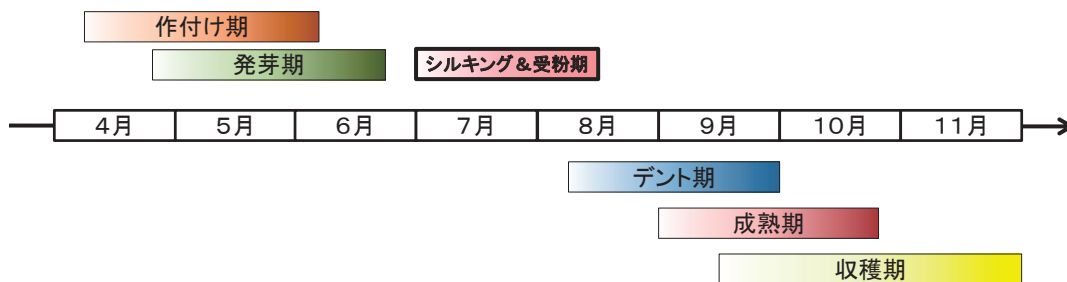 作付け期
発芽期
シルキング&受粉期
4月 5月 6月 7月 8月 9月 10月 11月
デント期
成熟期
収穫期